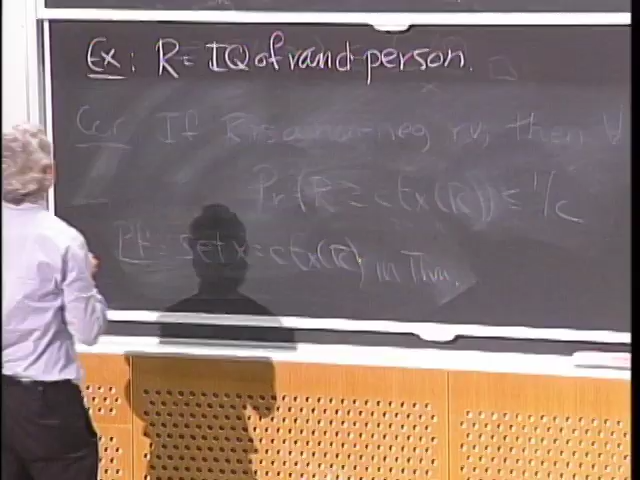 Ex: R = IQ of rand person.
Cor If R is a non-neg rv, then ∀
Pr(R ≥ c Ex(R)) ≤ 1/c
Pf: Set x = c Ex(R) in Thm.